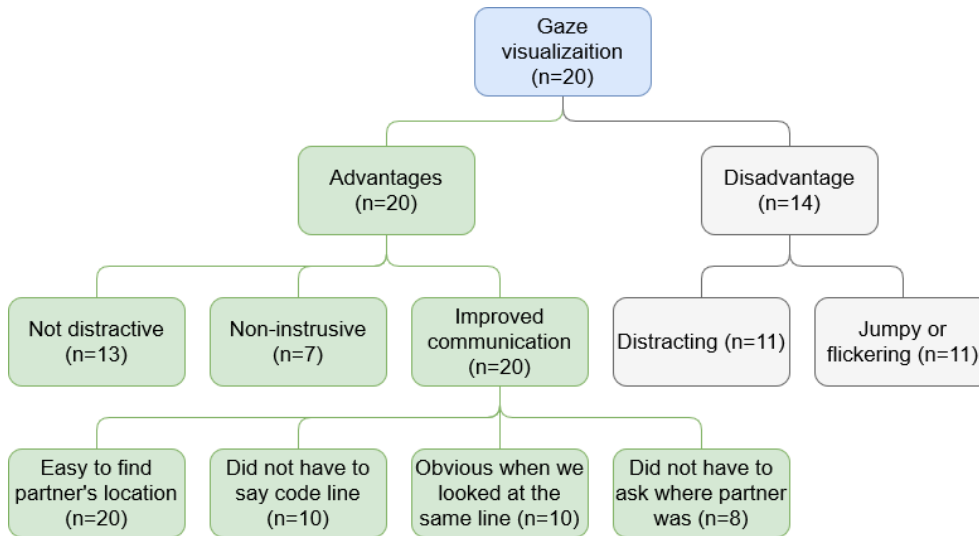 Gaze
visualizaition
(n=20)
Advantages
(n=20)
Disadvantage
(n=14)
Not distractive
(n=13)
Non-instrusive
(n=7)
Improved
communication
(n=20)
Distracting (n=11)
Jumpy or
flickering (n=11)
Easy to find
partner's location
(n=20)
Did not have to
say code line
(n=10)
Obvious when we
looked at the
same line (n=10)
Did not have to
ask where partner
was (n=8)